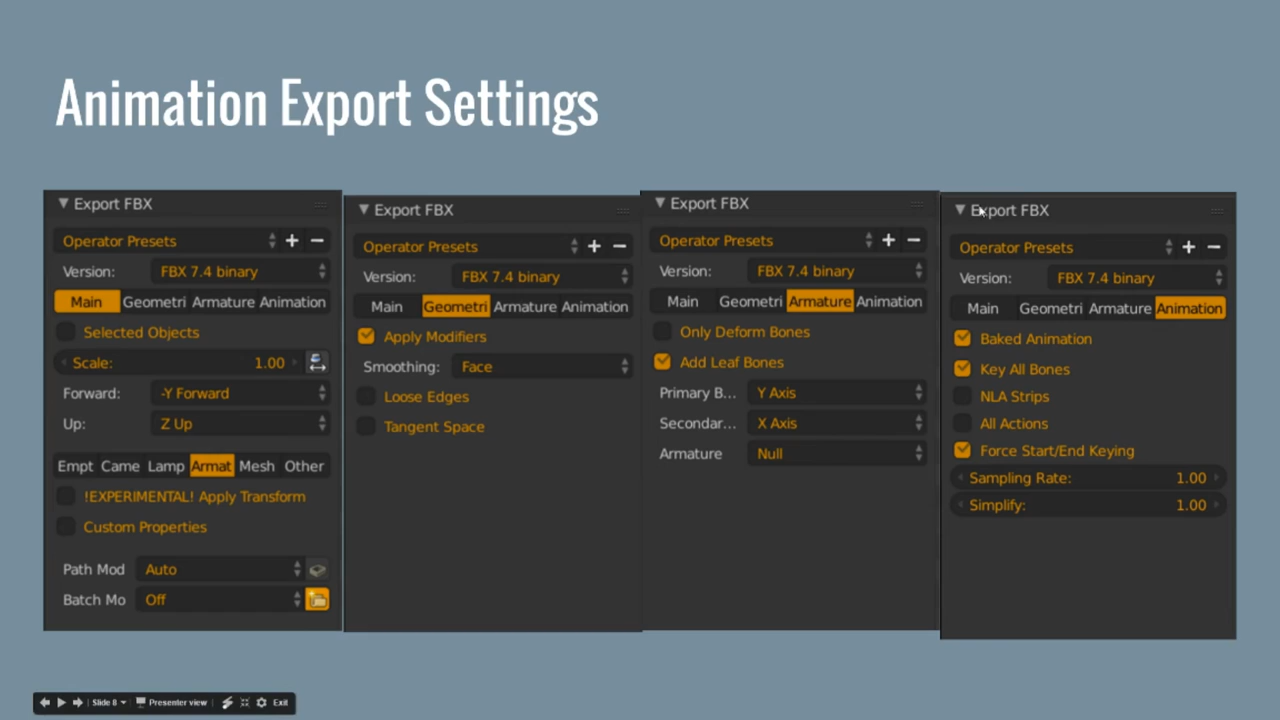 Animation Export Settings
Export FBX
Operator Presets
Version: FBX 7.4 binary
Main Geometri Armature Animation
Selected Objects
Scale: 1.00
Forward: -Y Forward
Up: Z Up
Empt Came Lamp Armat Mesh Other
!EXPERIMENTAL! Apply Transform
Custom Properties
Path Mod Auto
Batch Mo Off
Export FBX
Operator Presets
Version: FBX 7.4 binary
Main Geometri Armature Animation
Apply Modifiers
Smoothing: Face
Loose Edges
Tangent Space
Export FBX
Operator Presets
Version: FBX 7.4 binary
Main Geometri Armature Animation
Only Deform Bones
Add Leaf Bones
Primary B... Y Axis
Secondar... X Axis
Armature Null
Export FBX
Operator Presets
Version: FBX 7.4 binary
Main Geometri Armature Animation
Baked Animation
Key All Bones
NLA Strips
All Actions
Force Start/End Keying
Sampling Rate: 1.00
Simplify: 1.00
Slide 8 Presenter view Exit